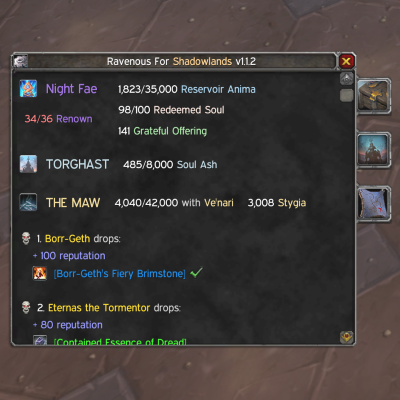 Ravenous For Shadowlands v1.1.2
Night Fae 1,823/35,000 Reservoir Anima
34/36 Renown 98/100 Redeemed Soul
141 Grateful Offering
TORGHAST 485/8,000 Soul Ash
THE MAW 4,040/42,000 with Ve'nari 3,008 Stygia
1. Borr-Geth drops:
+ 100 reputation
[Borr-Geth's Fiery Brimstone]
2. Eternas the Tormentor drops:
+ 80 reputation
[Contained Essence of Dread]